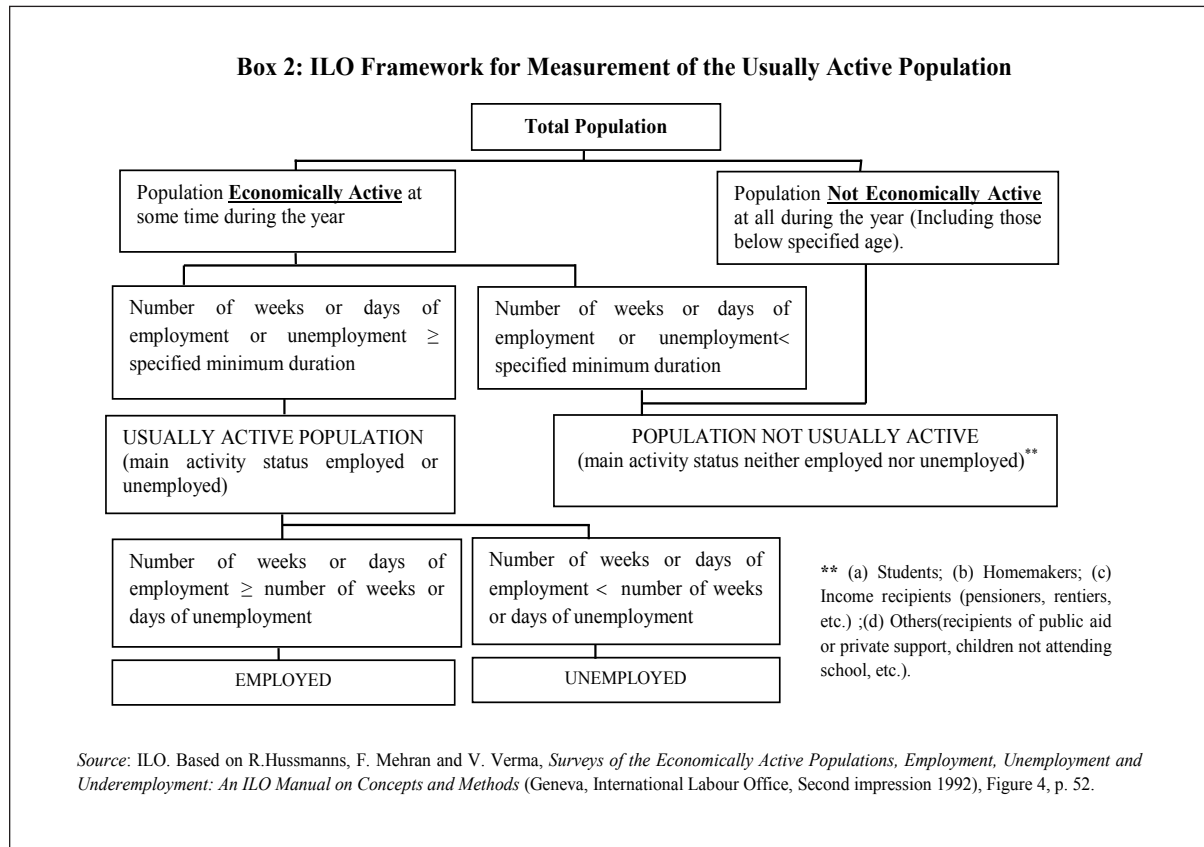 Box 2: ILO Framework for Measurement of the Usually Active Population
Total Population
Population Economically Active at
some time during the year
Population Not Economically Active
at all during the year (Including those
below specified age).
Number of weeks or days of
employment or unemployment ≥
specified minimum duration
Number of weeks or days of
employment or unemployment<
specified minimum duration
USUALLY ACTIVE POPULATION
(main activity status employed or
unemployed)
POPULATION NOT USUALLY ACTIVE
(main activity status neither employed nor unemployed)**
Number of weeks or days of
employment ≥ number of weeks or
days of unemployment
Number of weeks or days of
employment < number of weeks
or days of unemployment
** (a) Students; (b) Homemakers; (c)
Income recipients (pensioners, rentiers,
etc.) ;(d) Others(recipients of public aid
or private support, children not attending
school, etc.).
EMPLOYED
UNEMPLOYED
Source: ILO. Based on R.Hussmanns, F. Mehran and V. Verma, Surveys of the Economically Active Populations, Employment, Unemployment and
Underemployment: An ILO Manual on Concepts and Methods (Geneva, International Labour Office, Second impression 1992), Figure 4, p. 52.